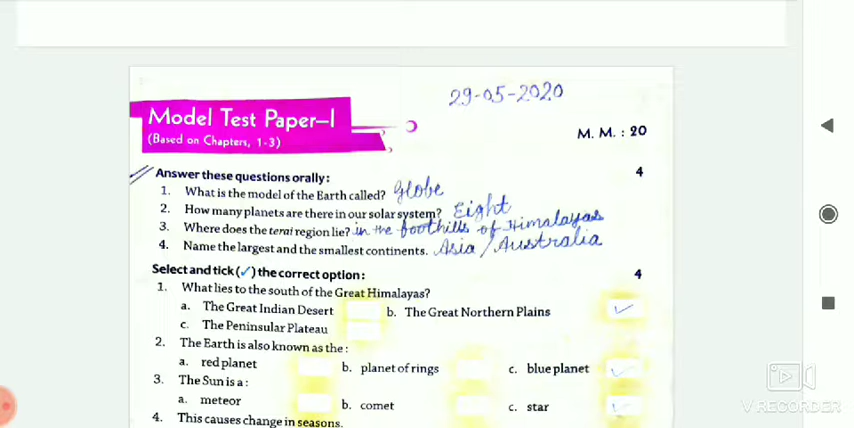 29-05-2020
Model Test Paper–I
(Based on Chapters, 1-3)
M. M. : 20
Answer these questions orally: 4
1. What is the model of the Earth called? Globe
2. How many planets are there in our solar system? Eight
3. Where does the terai region lie? in the foothills of Himalayas
4. Name the largest and the smallest continents. Asia / Australia
Select and tick (✓) the correct option: 4
1. What lies to the south of the Great Himalayas?
a. The Great Indian Desert b. The Great Northern Plains ✓
c. The Peninsular Plateau
2. The Earth is also known as the :
a. red planet b. planet of rings c. blue planet ✓
3. The Sun is a :
a. meteor b. comet c. star ✓
4. This causes change in seasons.
V.RECORDER